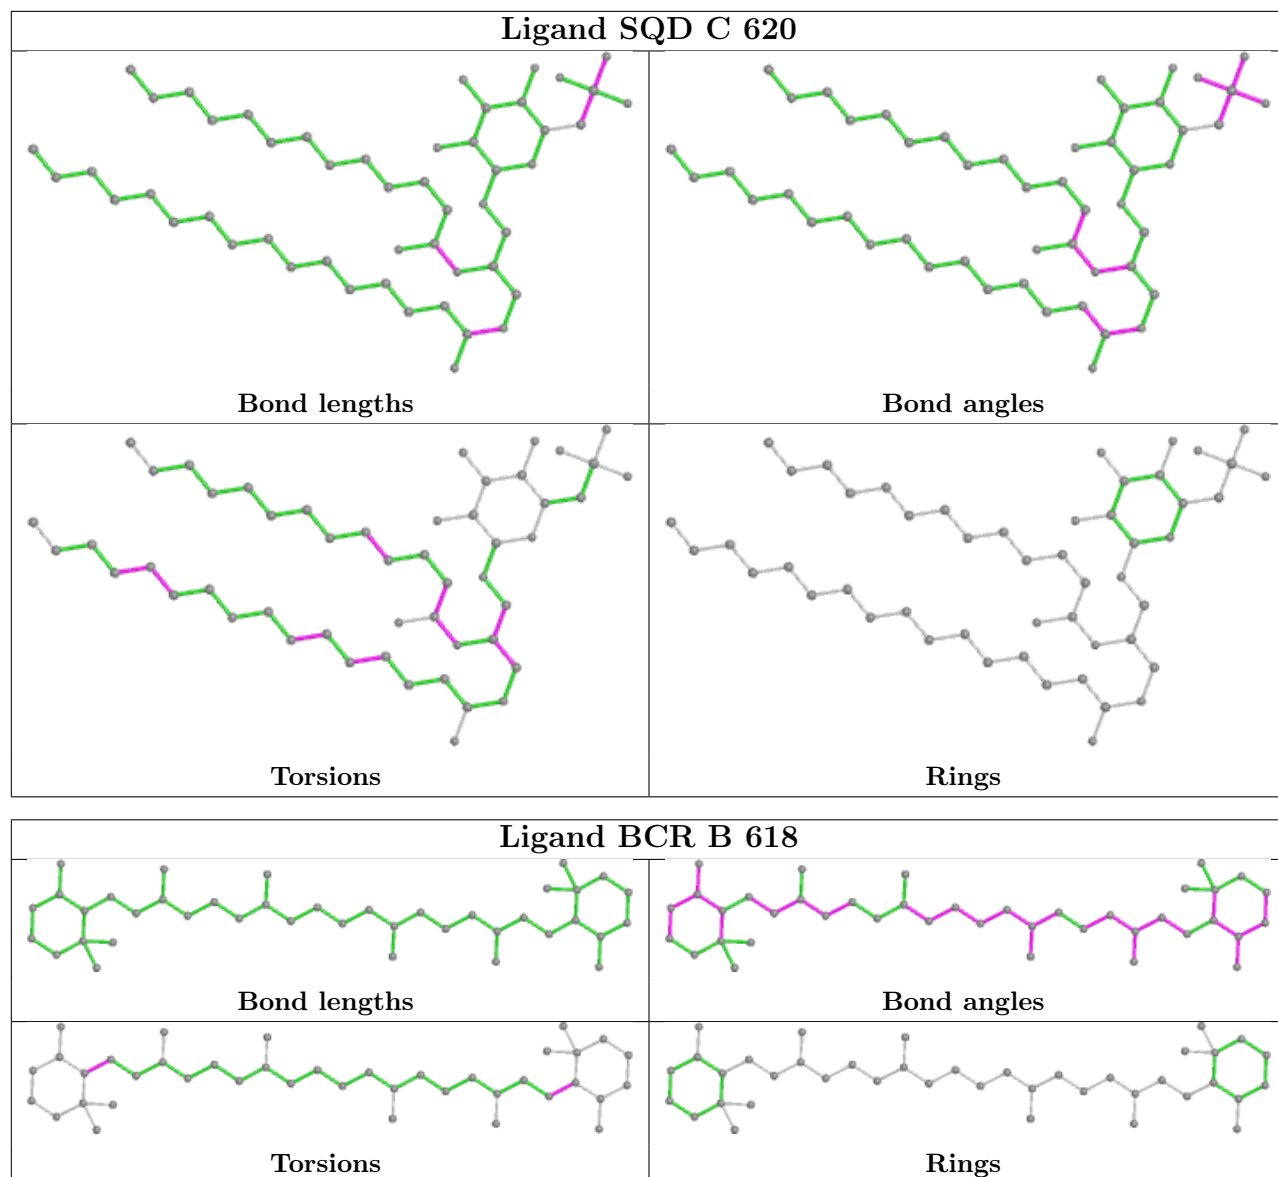 Ligand SQD C 620
Bond lengths
Bond angles
Torsions
Rings
Ligand BCR B 618
Bond lengths
Bond angles
Torsions
Rings